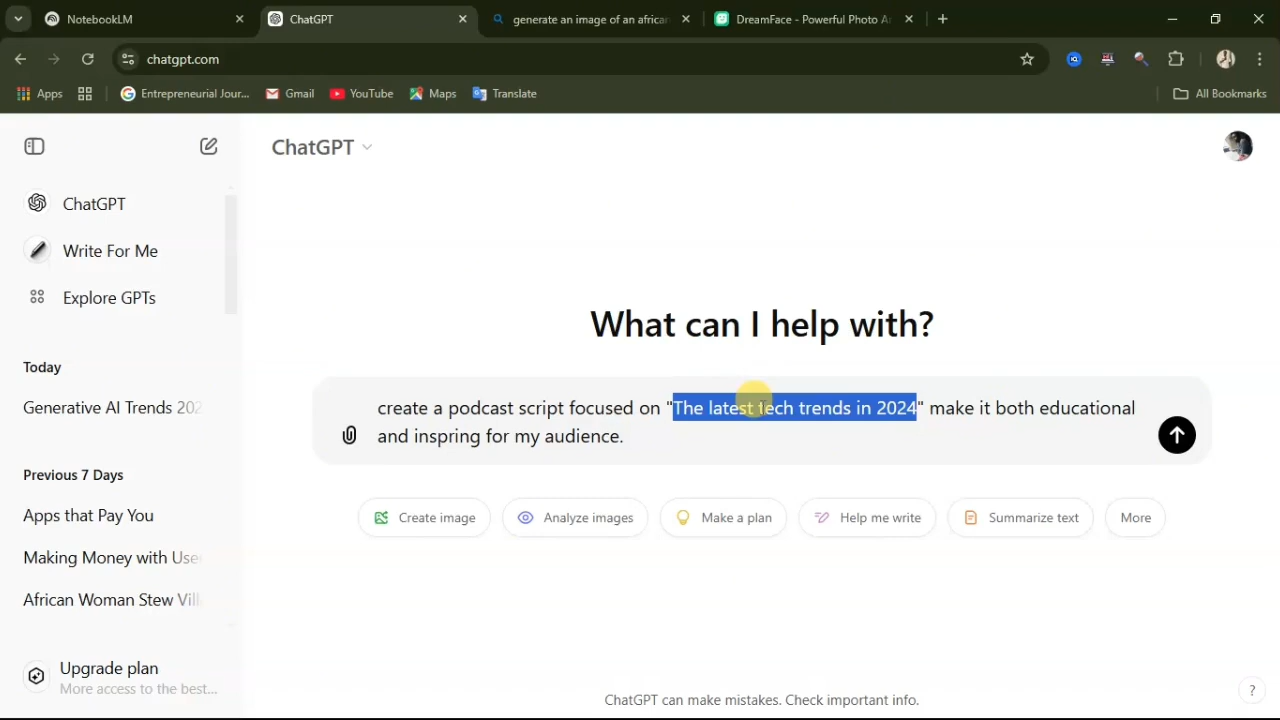 NotebookLM
ChatGPT
generate an image of an african
DreamFace - Powerful Photo A
chatgpt.com
Apps
Entrepreneurial Jour...
Gmail
YouTube
Maps
Translate
All Bookmarks
ChatGPT
ChatGPT
Write For Me
Explore GPTs
Today
Generative AI Trends 202
Previous 7 Days
Apps that Pay You
Making Money with Use
African Woman Stew Vill
Upgrade plan
More access to the best...
What can I help with?
create a podcast script focused on "The latest tech trends in 2024" make it both educational
and inspring for my audience.
Create image
Analyze images
Make a plan
Help me write
Summarize text
More
ChatGPT can make mistakes. Check important info.
?